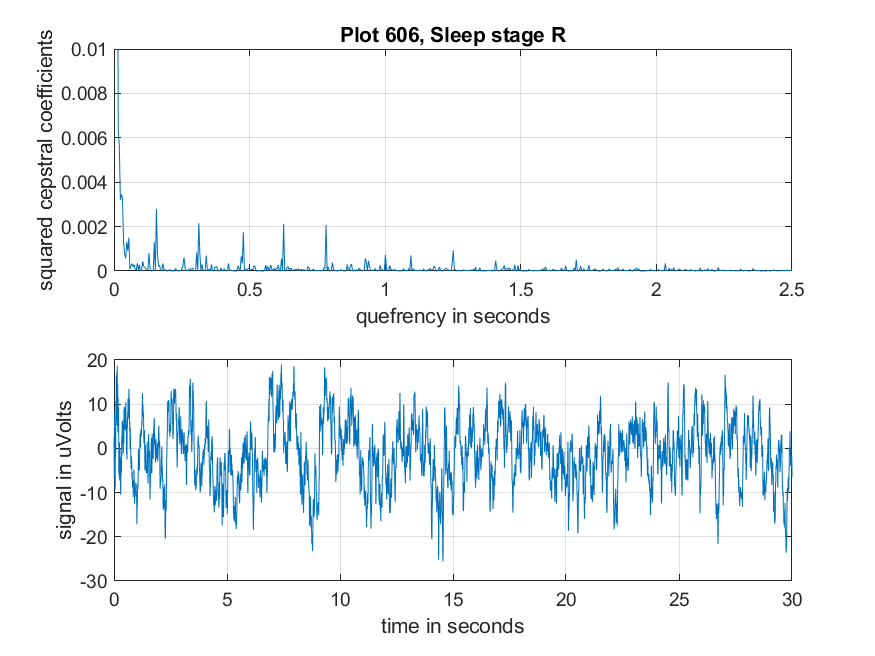 Plot 606, Sleep stage R
squared cepstral coefficients
0.01
0.008
0.006
0.004
0.002
0
0 0.5 1 1.5 2 2.5
quefrency in seconds
signal in uVolts
20
10
0
-10
-20
-30
0 5 10 15 20 25 30
time in seconds